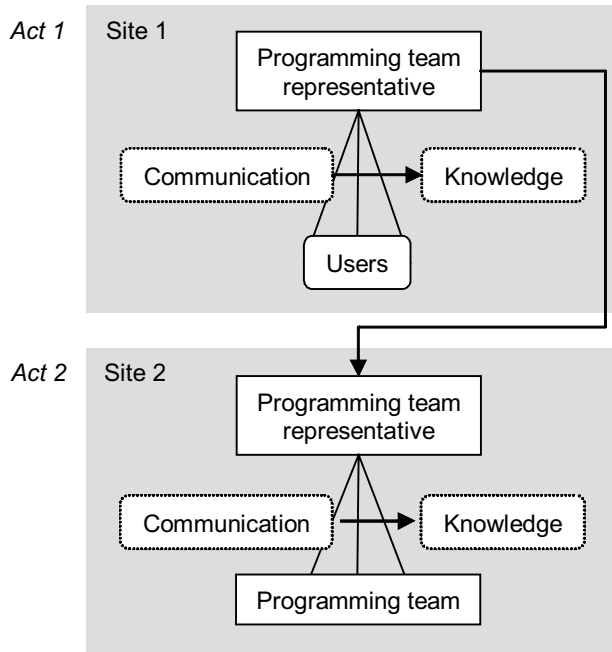 Act 1
Site 1
Programming team
representative
Communication
Knowledge
Users
Act 2
Site 2
Programming team
representative
Communication
Knowledge
Programming team